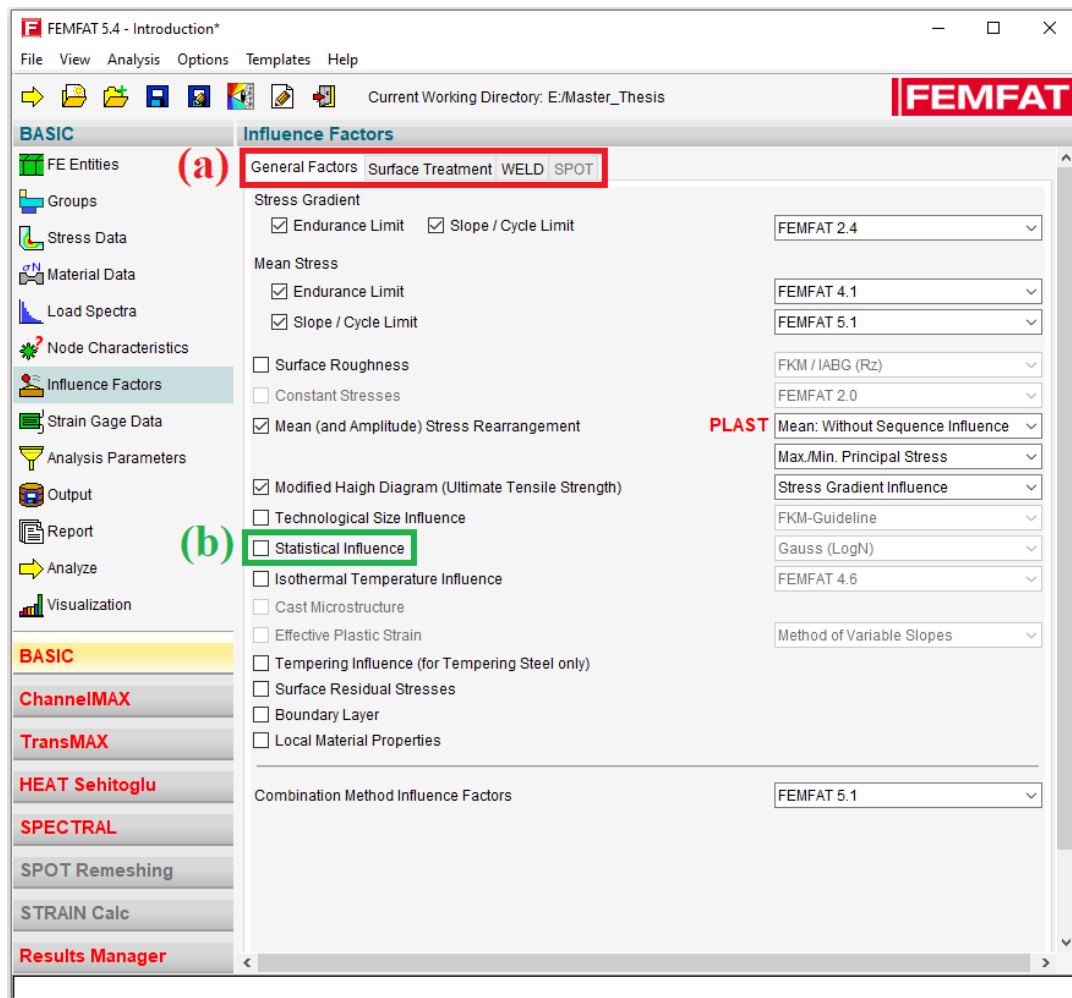 FEMFAT 5.4 - Introduction*
File View Analysis Options Templates Help
Current Working Directory: E:/Master_Thesis
FEMFAT
BASIC
FE Entities
Groups
Stress Data
σN
Material Data
Load Spectra
Node Characteristics
Influence Factors
Strain Gage Data
Analysis Parameters
Output
Report
Analyze
Visualization
BASIC
ChannelMAX
TransMAX
HEAT Sehitoglu
SPECTRAL
SPOT Remeshing
STRAIN Calc
Results Manager
Influence Factors
(a)
General Factors Surface Treatment WELD SPOT
Stress Gradient
Endurance Limit Slope / Cycle Limit FEMFAT 2.4
Mean Stress
Endurance Limit FEMFAT 4.1
Slope / Cycle Limit FEMFAT 5.1
Surface Roughness FKM / IABG (Rz)
Constant Stresses FEMFAT 2.0
Mean (and Amplitude) Stress Rearrangement PLAST Mean: Without Sequence Influence
Max./Min. Principal Stress
Modified Haigh Diagram (Ultimate Tensile Strength) Stress Gradient Influence
Technological Size Influence FKM-Guideline
(b) Statistical Influence Gauss (LogN)
Isothermal Temperature Influence FEMFAT 4.6
Cast Microstructure
Effective Plastic Strain Method of Variable Slopes
Tempering Influence (for Tempering Steel only)
Surface Residual Stresses
Boundary Layer
Local Material Properties
Combination Method Influence Factors FEMFAT 5.1